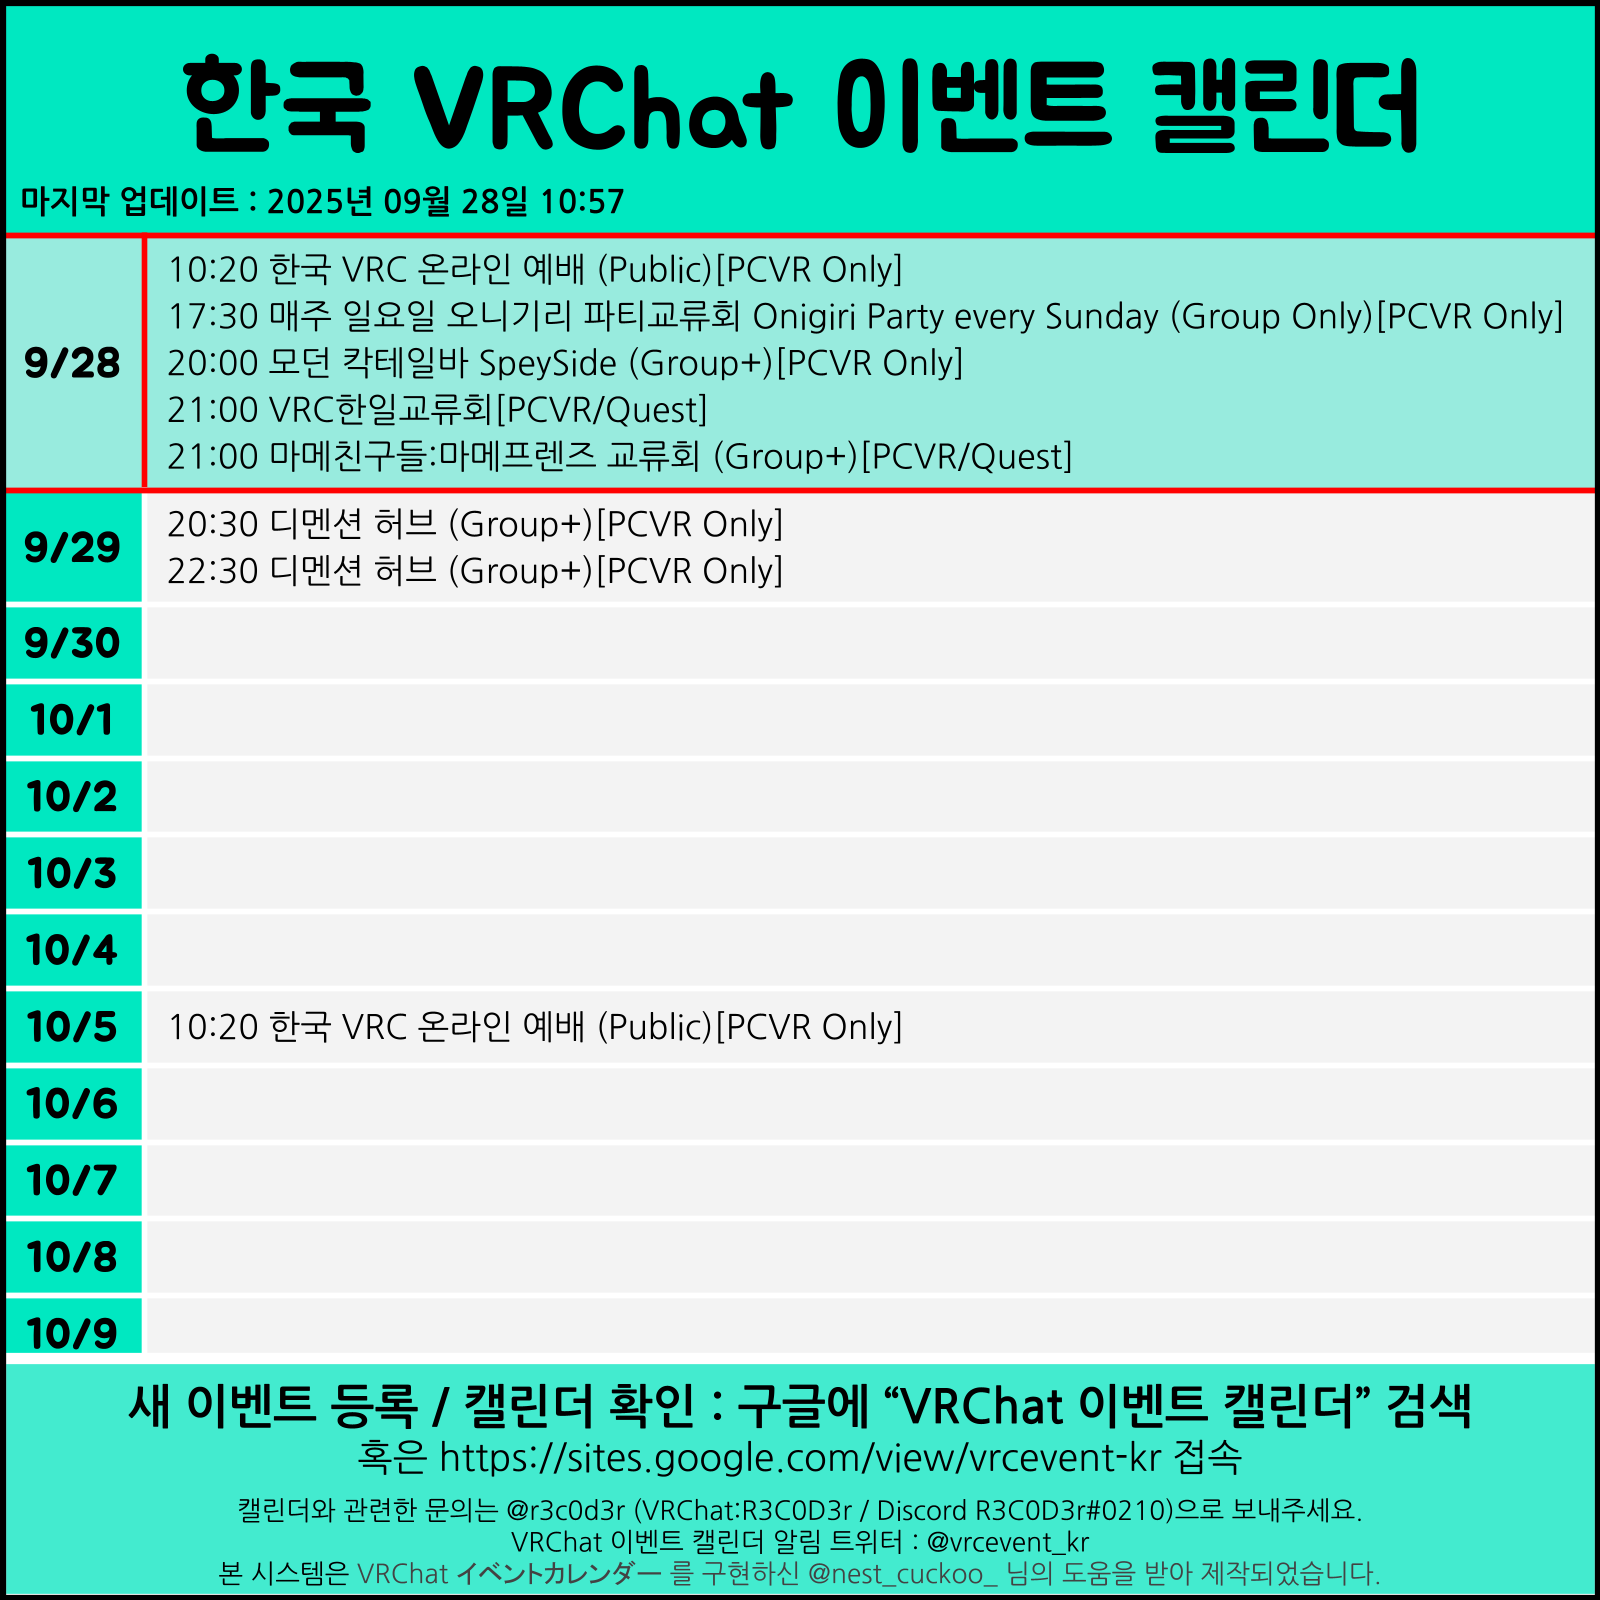 한국 VRChat 이벤트 캘린더
마지막 업데이트 : 2025년 09월 28일 10:57
9/28
10:20 한국 VRC 온라인 예배 (Public)[PCVR Only]
17:30 매주 일요일 오니기리 파티교류회 Onigiri Party every Sunday (Group Only)[PCVR Only]
20:00 모던 칵테일바 SpeySide (Group+)[PCVR Only]
21:00 VRC한일교류회[PCVR/Quest]
21:00 마메친구들:마메프렌즈 교류회 (Group+)[PCVR/Quest]
9/29
20:30 디멘션 허브 (Group+)[PCVR Only]
22:30 디멘션 허브 (Group+)[PCVR Only]
9/30
10/1
10/2
10/3
10/4
10/5
10:20 한국 VRC 온라인 예배 (Public)[PCVR Only]
10/6
10/7
10/8
10/9
새 이벤트 등록 / 캘린더 확인 : 구글에 “VRChat 이벤트 캘린더” 검색
혹은 https://sites.google.com/view/vrcevent-kr 접속
캘린더와 관련한 문의는 @r3c0d3r (VRChat:R3C0D3r / Discord R3C0D3r#0210)으로 보내주세요.
VRChat 이벤트 캘린더 알림 트위터 : @vrcevent_kr
본 시스템은 VRChat イベントカレンダー 를 구현하신 @nest_cuckoo_ 님의 도움을 받아 제작되었습니다.